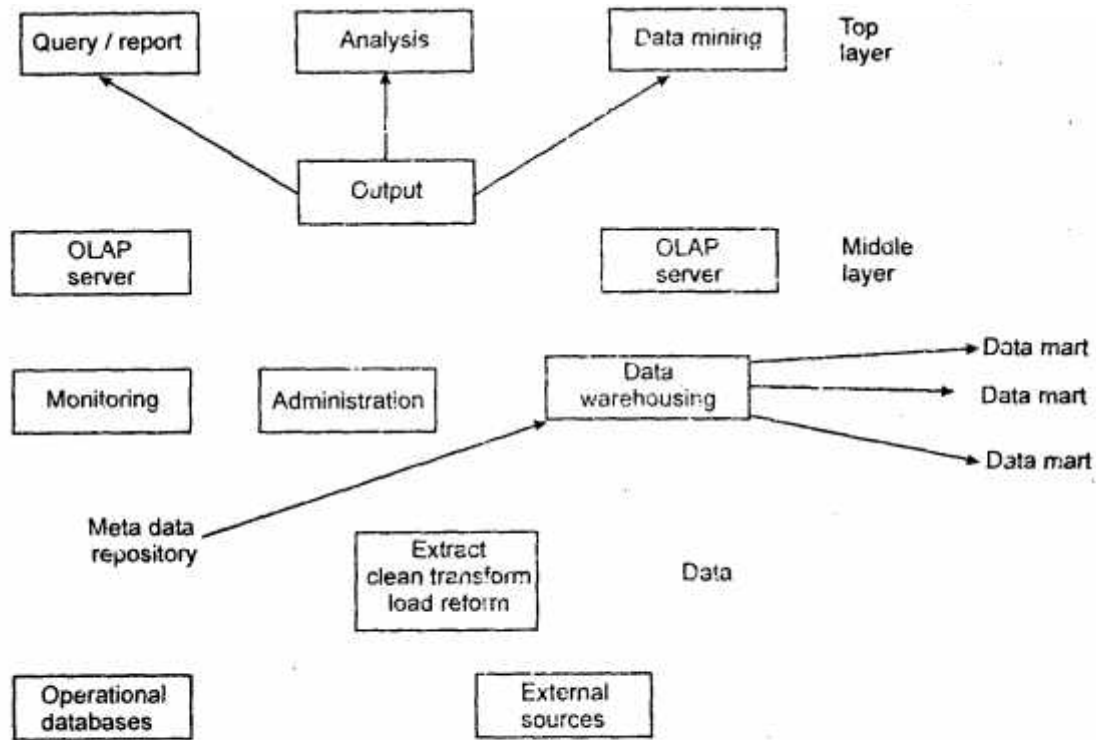 Query / report
Analysis
Data mining
Top
layer
Output
OLAP
server
OLAP
server
Middle
layer
Monitoring
Administration
Data
warehousing
Data mart
Data mart
Data mart
Meta data
repository
Extract
clean transform
load reform
Data
Operational
databases
External
sources